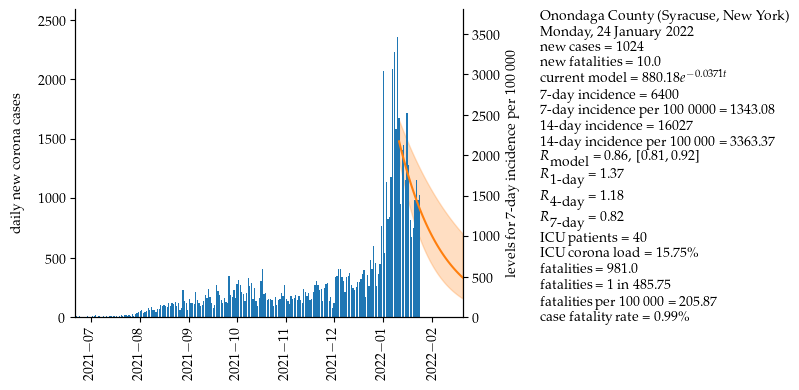 daily new corona cases
2500
2000
1500
1000
500
0
2021−07
2021−08
2021−09
2021−10
2021−11
2021−12
2022−01
2022−02
3500
3000
2500
2000
1500
1000
500
0
levels for 7-day incidence per 100 000
Onondaga County (Syracuse, New York)
Monday, 24 January 2022
new cases = 1024
new fatalities = 10.0
current model = 880.18e^{−0.0371t}
7-day incidence = 6400
7-day incidence per 100 0000 = 1343.08
14-day incidence = 16027
14-day incidence per 100 000 = 3363.37
R_model = 0.86, [0.81, 0.92]
R_1-day = 1.37
R_4-day = 1.18
R_7-day = 0.82
ICU patients = 40
ICU corona load = 15.75%
fatalities = 981.0
fatalities = 1 in 485.75
fatalities per 100 000 = 205.87
case fatality rate = 0.99%